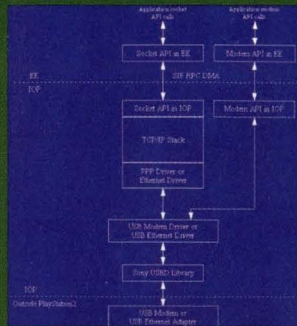 Application socket
API calls
Application modem
API calls
Socket API in EE
Modem API in EE
EE
SIF RPC DMA
IOP
Socket API in IOP
Modem API in IOP
TCP/IP Stack
PPP Driver or
Ethernet Driver
USB Modem Driver or
USB Ethernet Driver
Sony USBD Library
IOP
Outside PlayStation2
USB Modem or
USB Ethernet Adapter